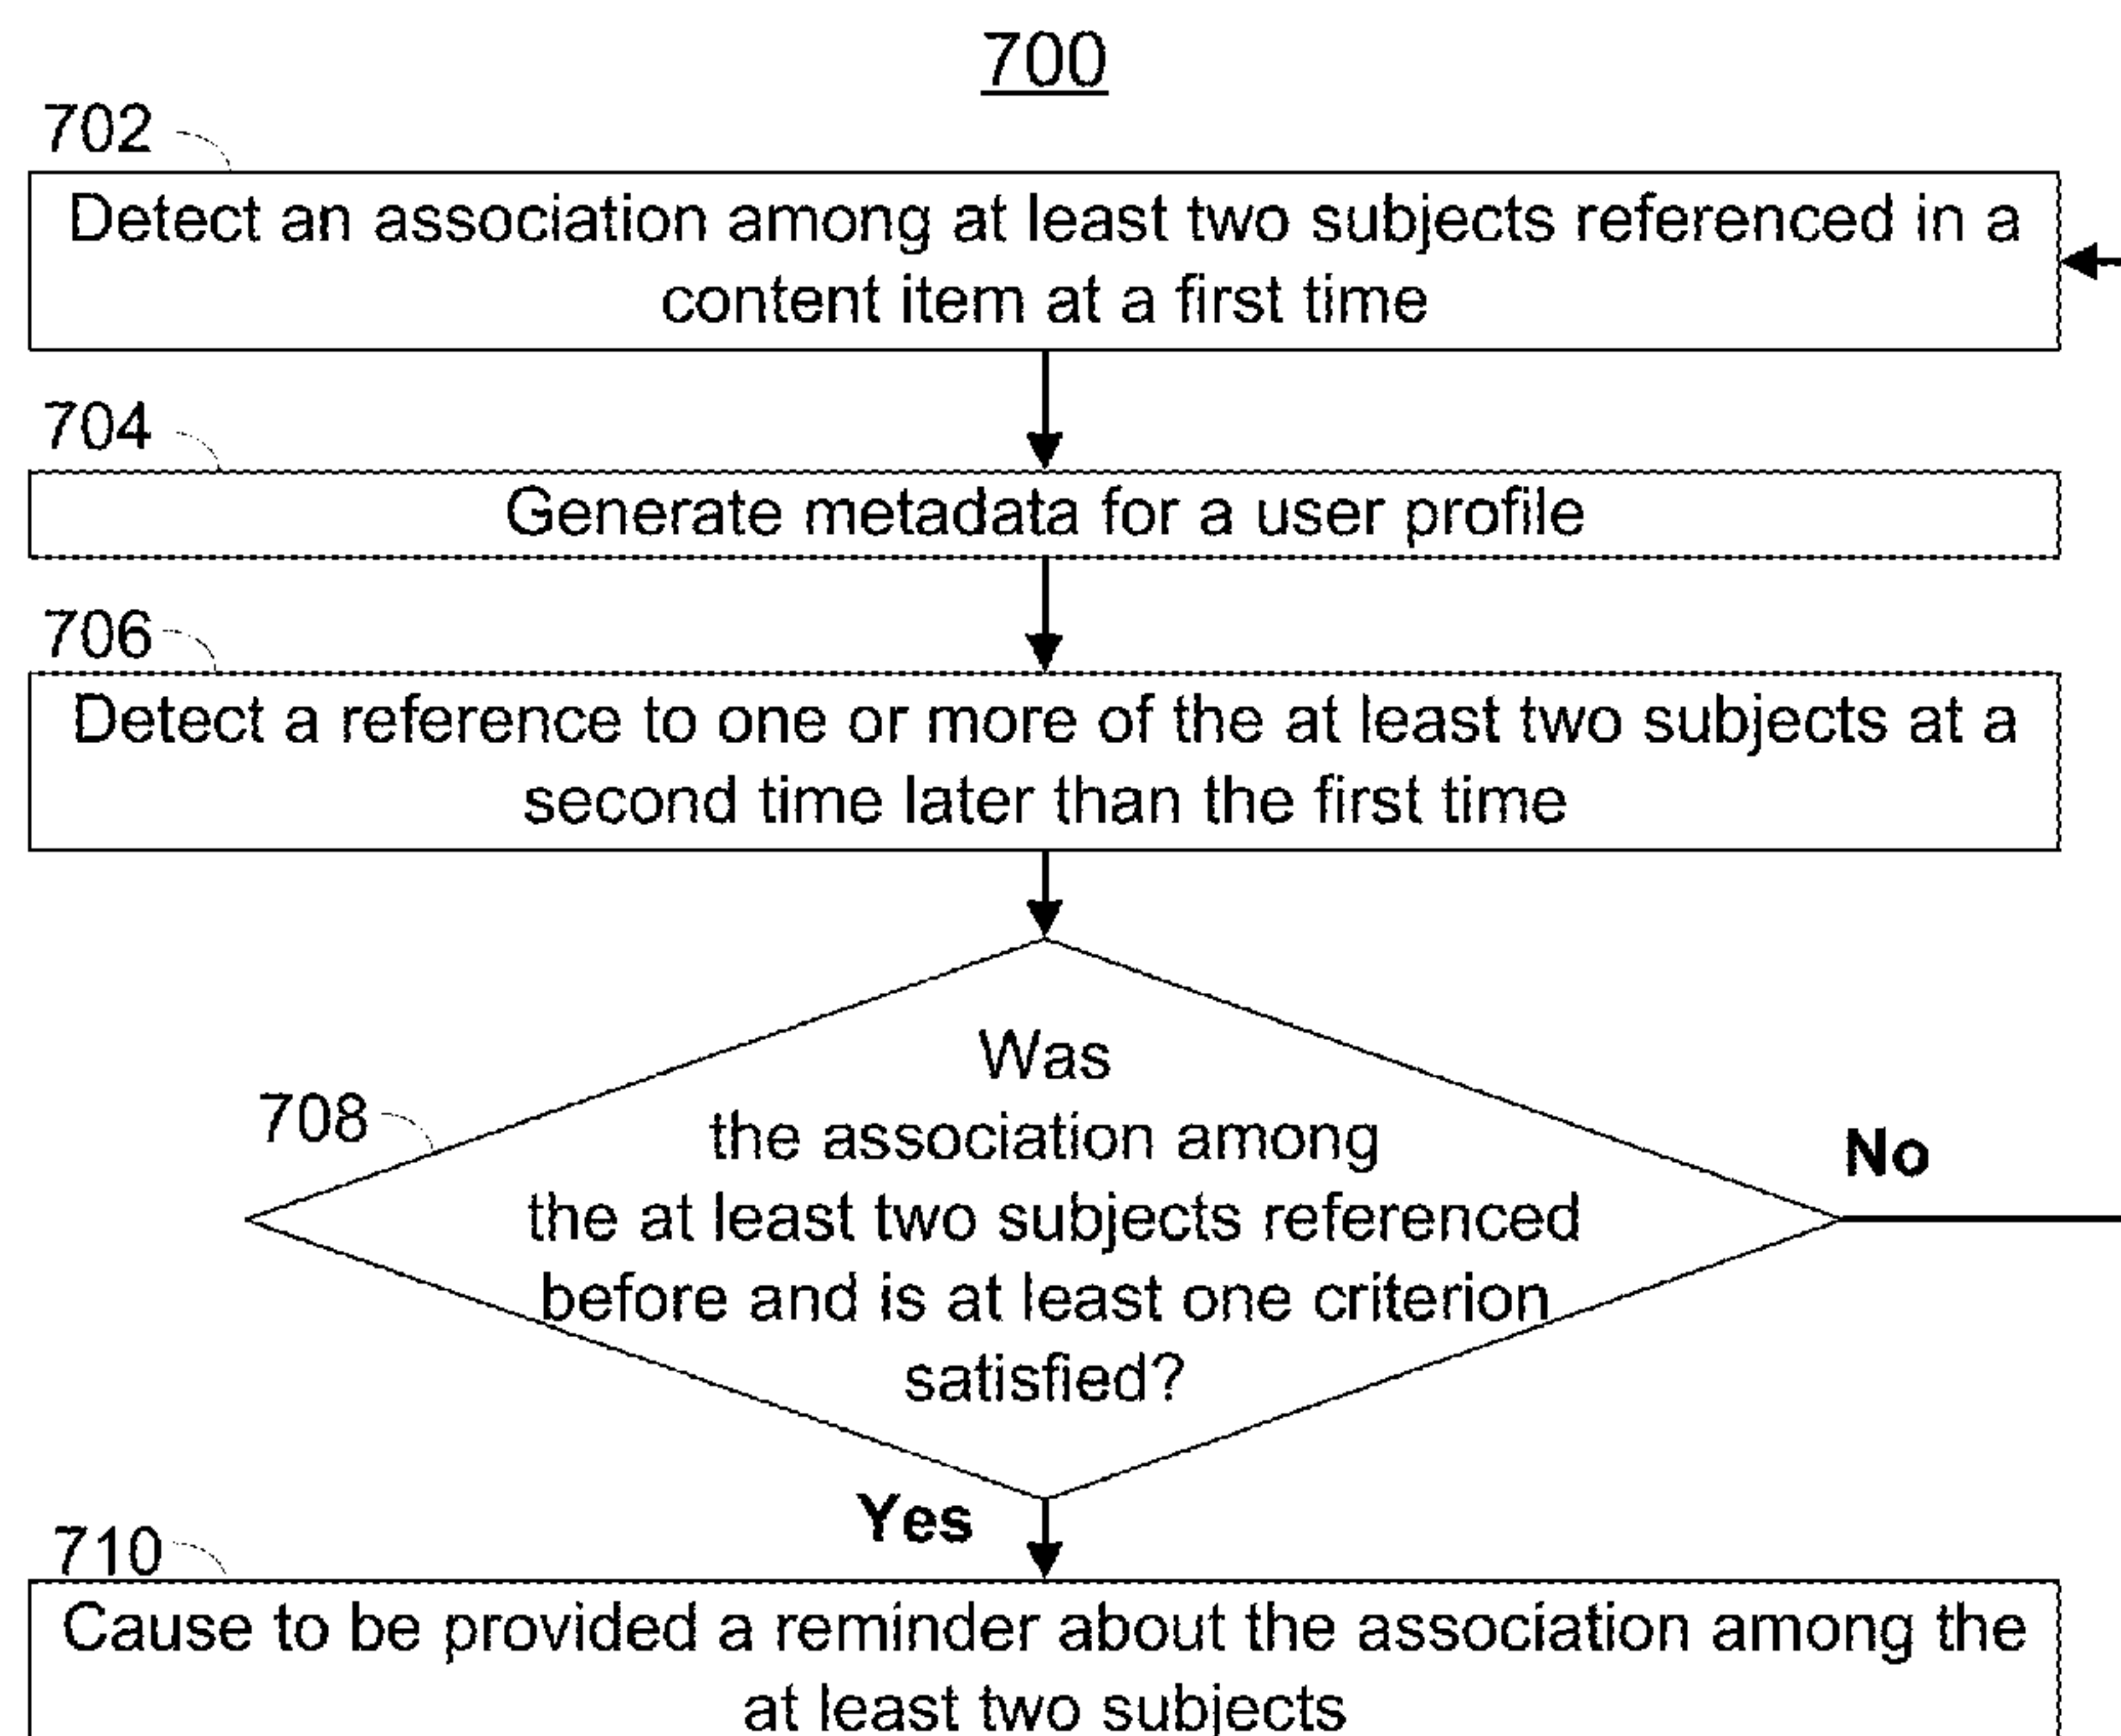 700
702
Detect an association among at least two subjects referenced in a
content item at a first time
704
Generate metadata for a user profile
706
Detect a reference to one or more of the at least two subjects at a
second time later than the first time
708
Was
the association among
the at least two subjects referenced
before and is at least one criterion
satisfied?
No
Yes
710
Cause to be provided a reminder about the association among the
at least two subjects